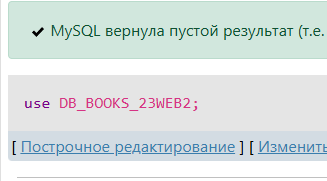 MySQL вернула пустой результат (т.е.
use DB_BOOKS_23WEB2;
[ Построчное редактирование ] [ Изменить